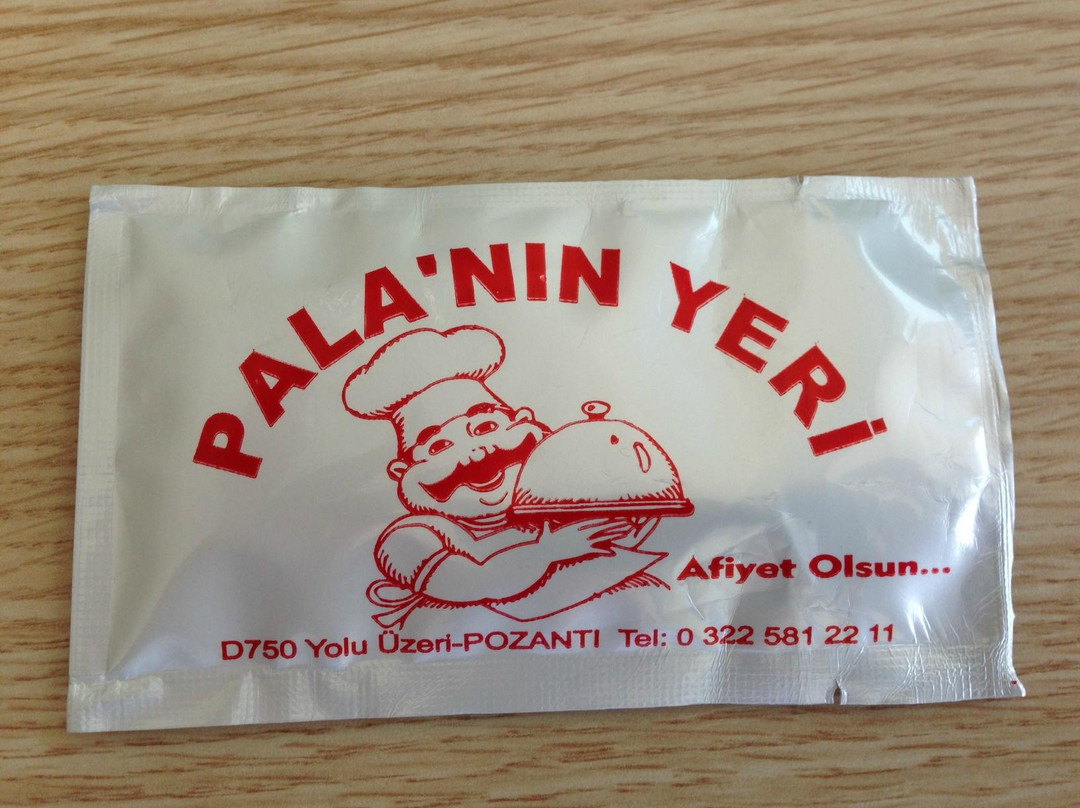 PALA'NIN YERİ
Afiyet Olsun...
D750 Yolu Üzeri-POZANTI Tel: 0 322 581 22 11